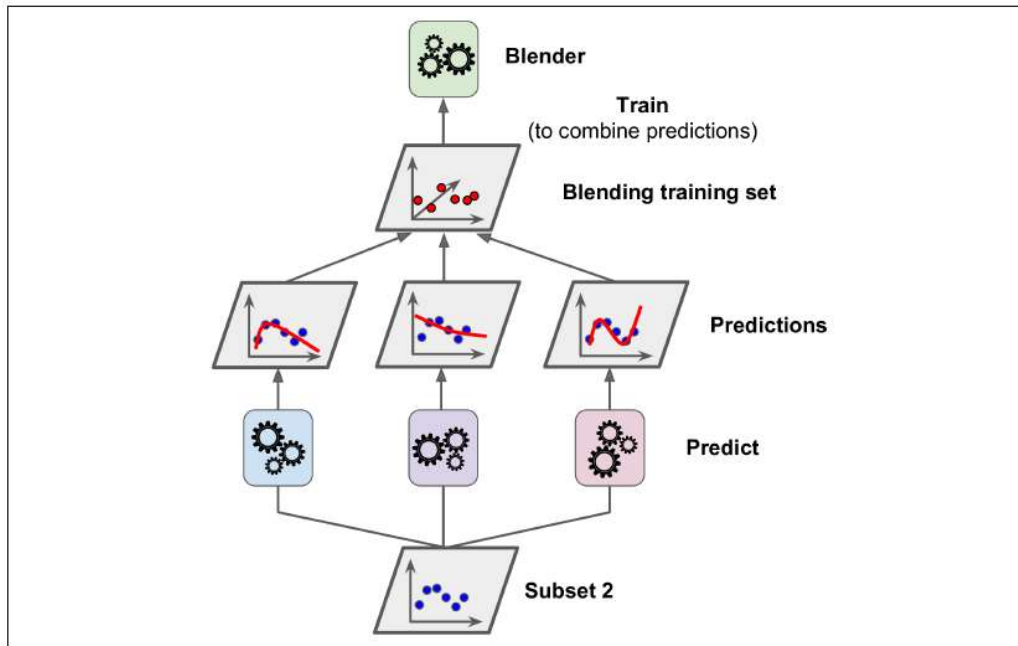 Blender
Train
(to combine predictions)
Blending training set
Predictions
Predict
Subset 2